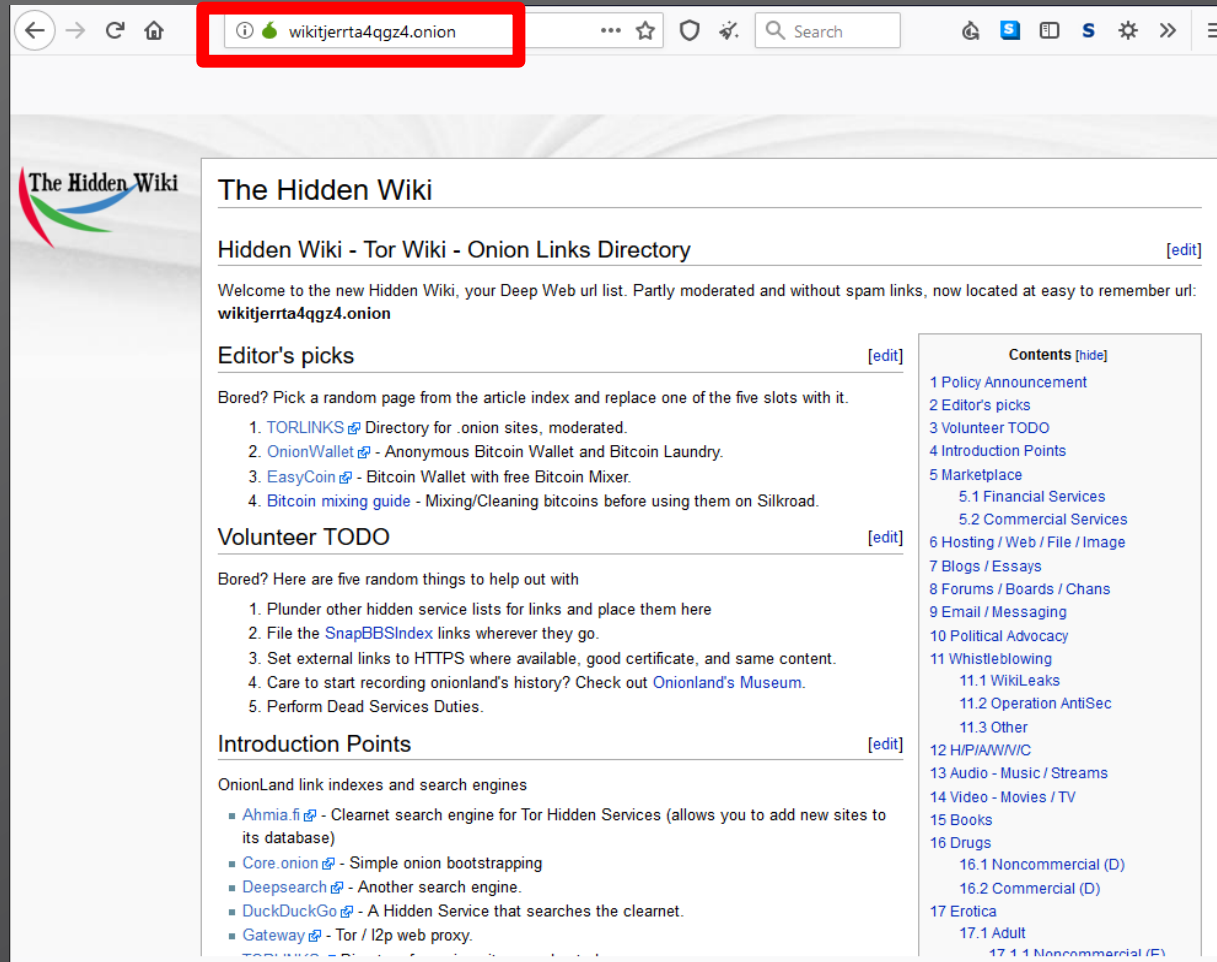 wikitjerrta4qgz4.onion
Search
The Hidden Wiki
The Hidden Wiki
Hidden Wiki - Tor Wiki - Onion Links Directory [edit]
Welcome to the new Hidden Wiki, your Deep Web url list. Partly moderated and without spam links, now located at easy to remember url:
wikitjerrta4qgz4.onion
Editor's picks [edit]
Bored? Pick a random page from the article index and replace one of the five slots with it.
1. TORLINKS Directory for .onion sites, moderated.
2. OnionWallet - Anonymous Bitcoin Wallet and Bitcoin Laundry.
3. EasyCoin - Bitcoin Wallet with free Bitcoin Mixer.
4. Bitcoin mixing guide - Mixing/Cleaning bitcoins before using them on Silkroad.
Volunteer TODO [edit]
Bored? Here are five random things to help out with
1. Plunder other hidden service lists for links and place them here
2. File the SnapBBSIndex links wherever they go.
3. Set external links to HTTPS where available, good certificate, and same content.
4. Care to start recording onionland's history? Check out Onionland's Museum.
5. Perform Dead Services Duties.
Introduction Points [edit]
OnionLand link indexes and search engines
Ahmia.fi - Clearnet search engine for Tor Hidden Services (allows you to add new sites to
its database)
Core.onion - Simple onion bootstrapping
Deepsearch - Another search engine.
DuckDuckGo - A Hidden Service that searches the clearnet.
Gateway - Tor / I2p web proxy.
Contents [hide]
1 Policy Announcement
2 Editor's picks
3 Volunteer TODO
4 Introduction Points
5 Marketplace
5.1 Financial Services
5.2 Commercial Services
6 Hosting / Web / File / Image
7 Blogs / Essays
8 Forums / Boards / Chans
9 Email / Messaging
10 Political Advocacy
11 Whistleblowing
11.1 WikiLeaks
11.2 Operation AntiSec
11.3 Other
12 H/P/A/W/V/C
13 Audio - Music / Streams
14 Video - Movies / TV
15 Books
16 Drugs
16.1 Noncommercial (D)
16.2 Commercial (D)
17 Erotica
17.1 Adult
17.1.1 Noncommercial (E)